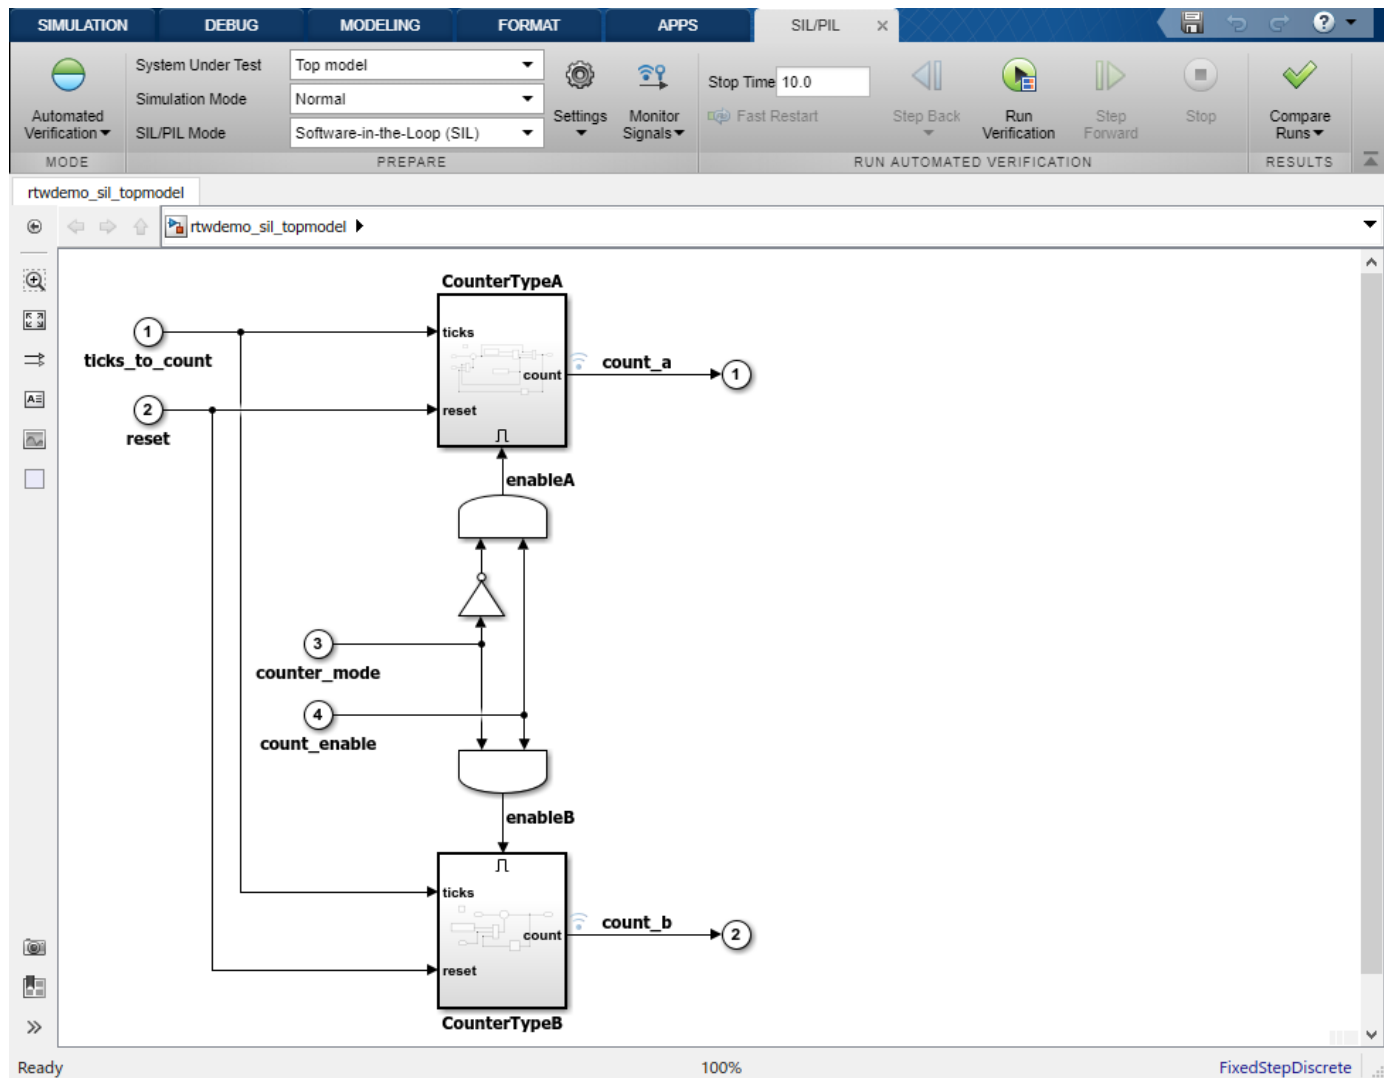 SIMULATION DEBUG MODELING FORMAT APPS SIL/PIL
Automated Verification
MODE
System Under Test Top model
Simulation Mode Normal
SIL/PIL Mode Software-in-the-Loop (SIL)
Settings
Monitor Signals
PREPARE
Stop Time 10.0
Fast Restart
Step Back
Run Verification
Step Forward
Stop
RUN AUTOMATED VERIFICATION
Compare Runs
RESULTS
rtwdemo_sil_topmodel
rtwdemo_sil_topmodel
CounterTypeA
1
ticks_to_count
ticks
count
count_a
1
2
reset
reset
enableA
3
counter_mode
4
count_enable
enableB
ticks
count
count_b
2
reset
CounterTypeB
Ready 100% FixedStepDiscrete